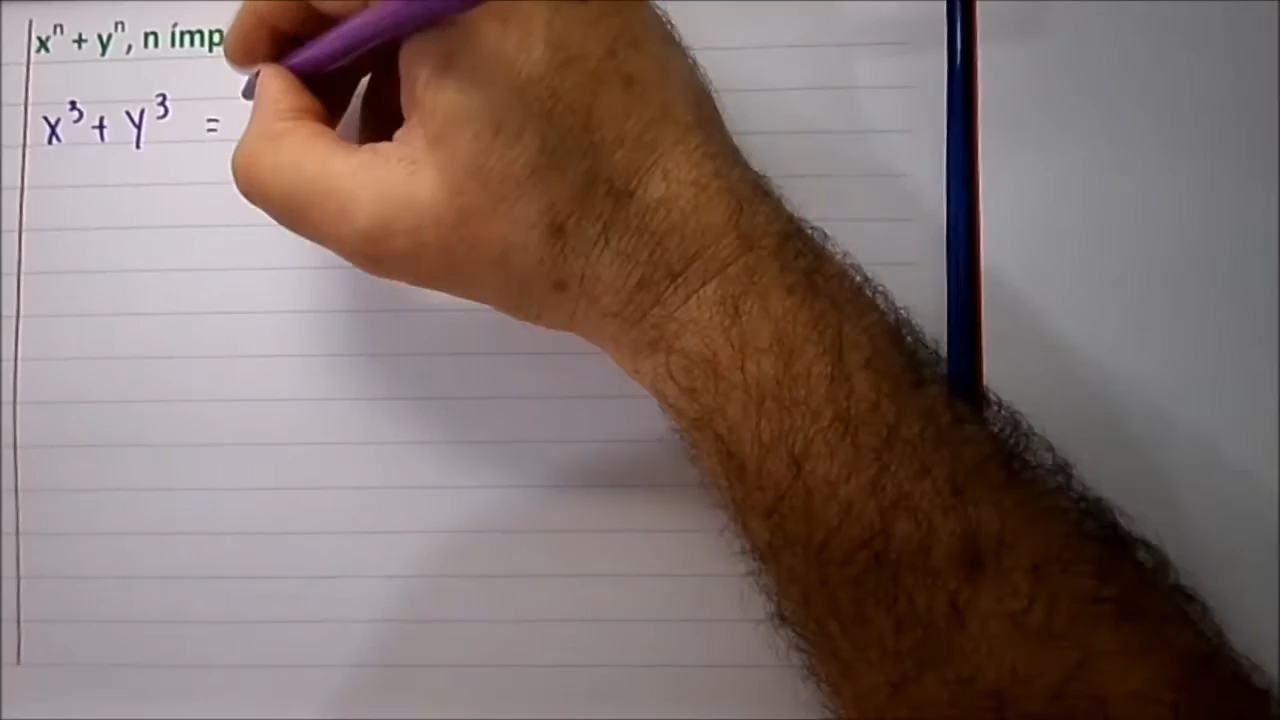 xⁿ + yⁿ, n ímp
x³ + y³ =